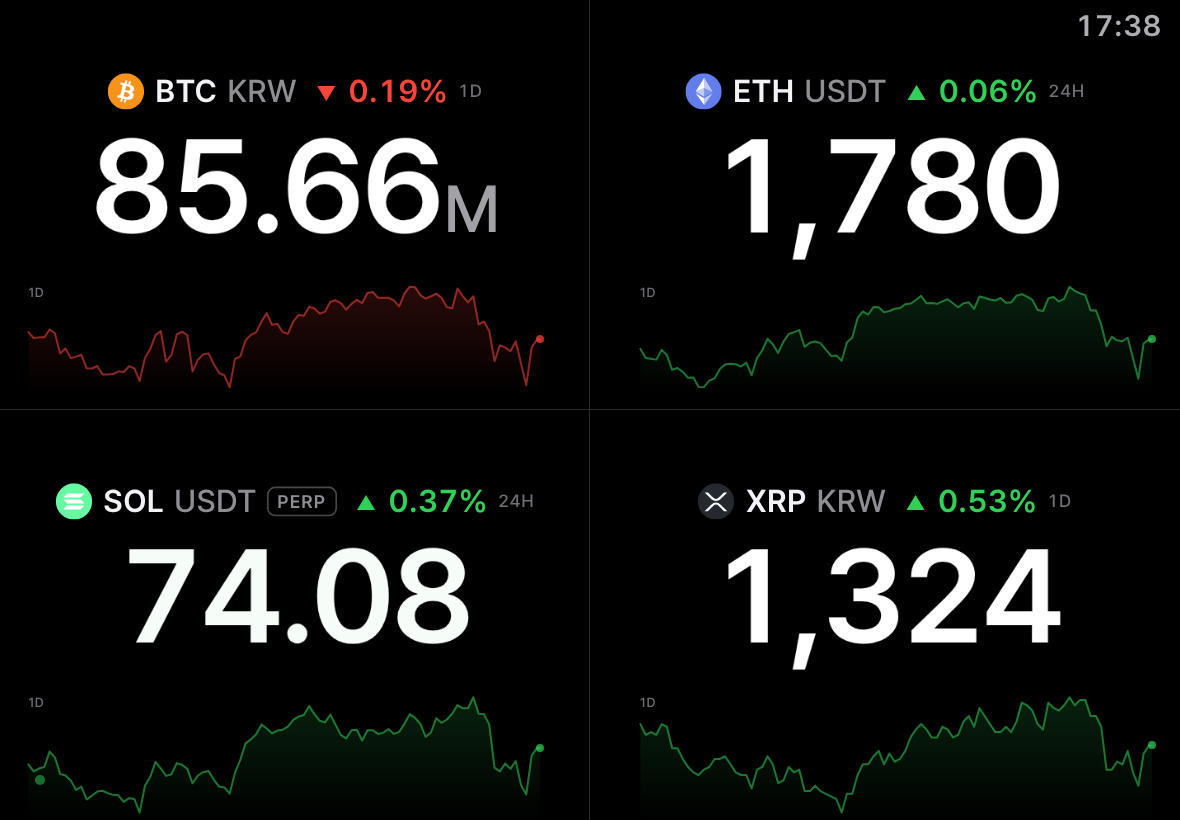 17:38
BTC KRW ▼ 0.19% 1D
85.66M
1D
ETH USDT ▲ 0.06% 24H
1,780
1D
SOL USDT PERP ▲ 0.37% 24H
74.08
1D
XRP KRW ▲ 0.53% 1D
1,324
1D